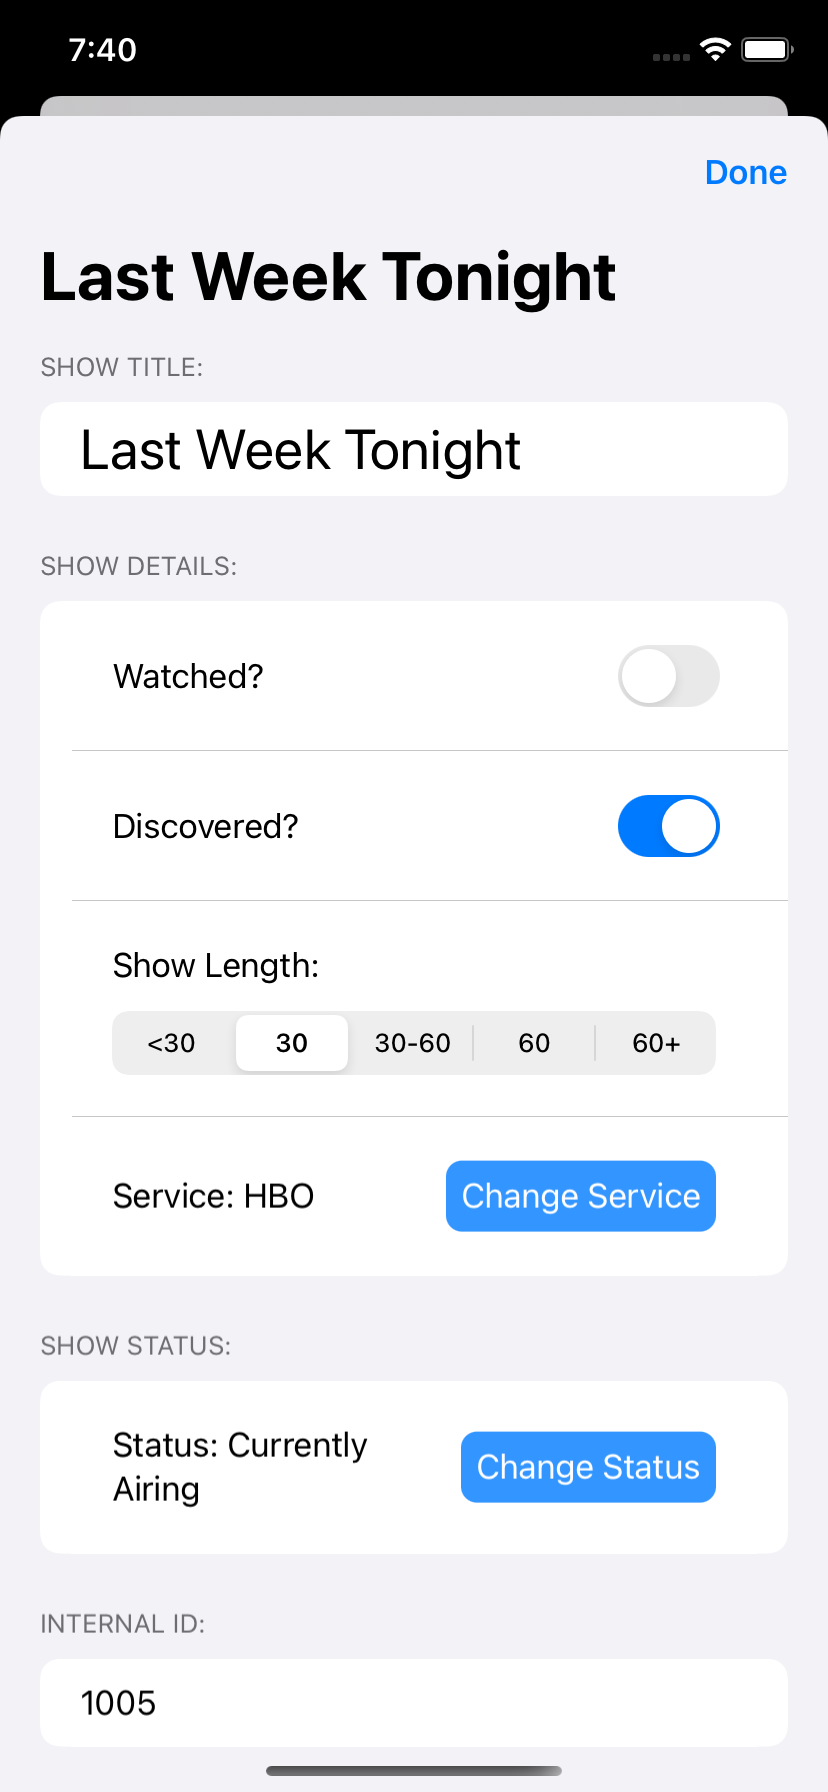 7:40
Done
Last Week Tonight
SHOW TITLE:
Last Week Tonight
SHOW DETAILS:
Watched?
Discovered?
Show Length:
<30 30 30-60 60 60+
Service: HBO Change Service
SHOW STATUS:
Status: Currently
Airing
Change Status
INTERNAL ID:
1005